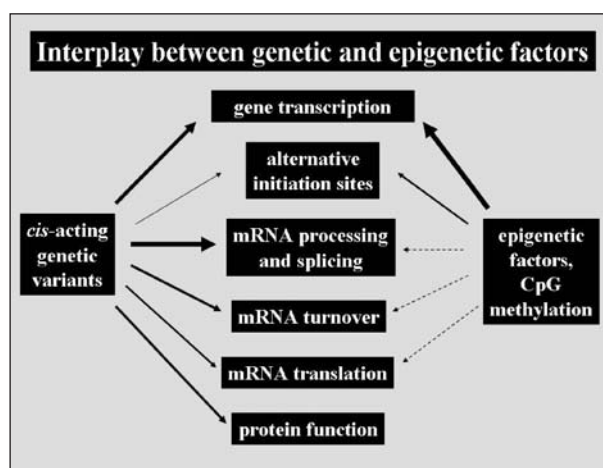 Interplay between genetic and epigenetic factors
gene transcription
alternative
initiation sites
cis-acting
genetic
variants
mRNA processing
and splicing
epigenetic
factors,
CpG
methylation
mRNA turnover
mRNA translation
protein function